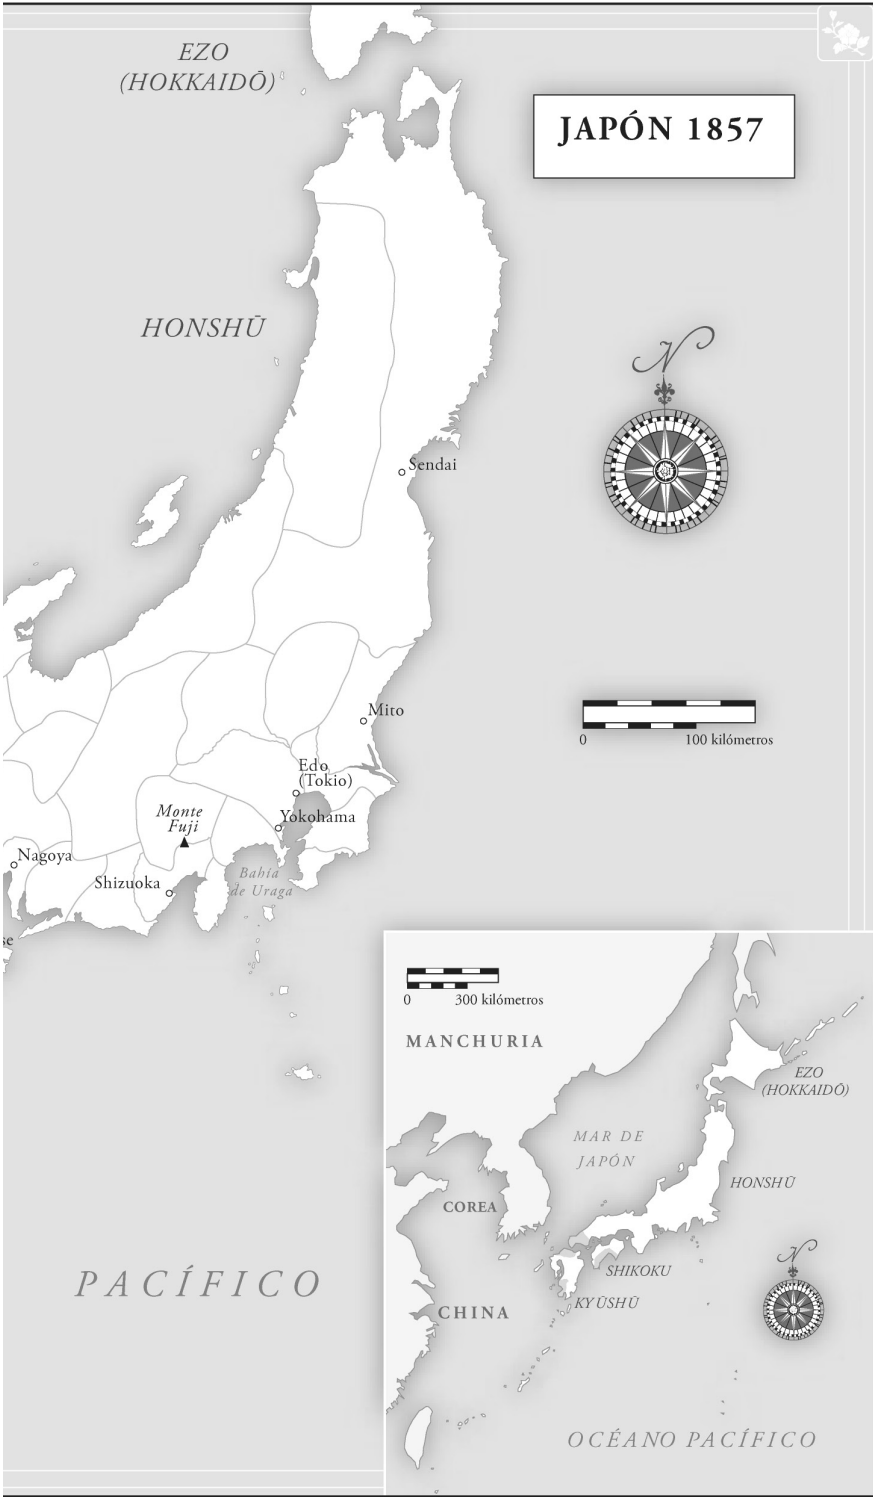 EZO
(HOKKAIDŌ)
JAPÓN 1857
HONSHŪ
N
Sendai
Mito
0 100 kilómetros
Edo
(Tokio)
Monte
Fuji
Yokohama
Nagoya
Bahía
de Uraga
Shizuoka
se
0 300 kilómetros
MANCHURIA
EZO
(HOKKAIDŌ)
MAR DE
JAPÓN
HONSHŪ
COREA
N
SHIKOKU
KYŪSHŪ
CHINA
PACÍFICO
OCÉANO PACÍFICO